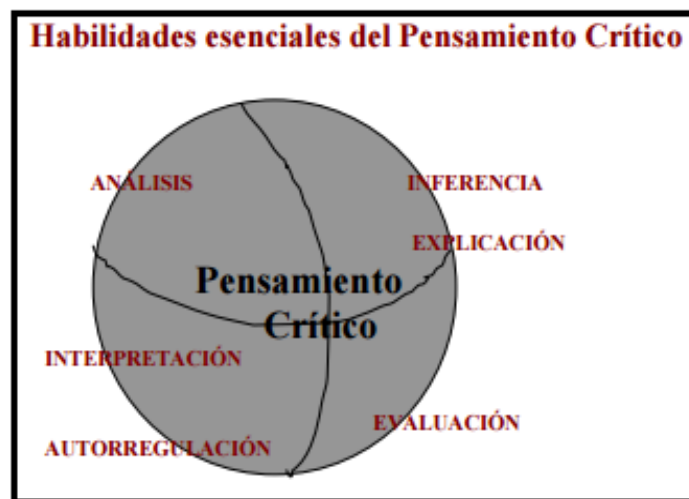 Habilidades esenciales del Pensamiento Crítico
ANÁLISIS
INFERENCIA
EXPLICACIÓN
Pensamiento
Crítico
INTERPRETACIÓN
EVALUACIÓN
AUTORREGULACIÓN